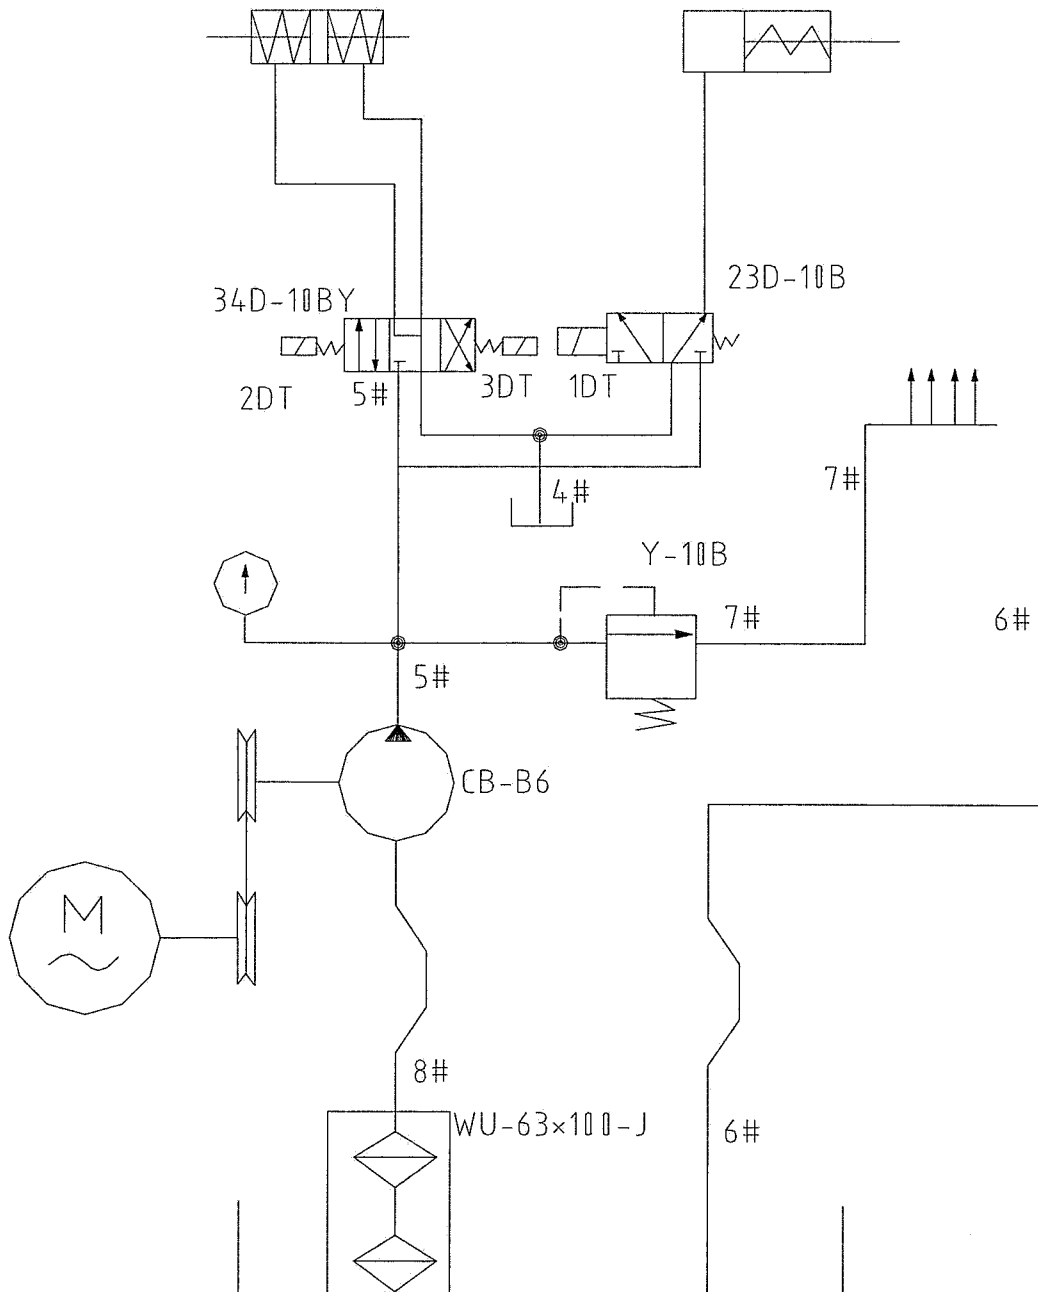 23D-10B
34D-10BY
2DT
5#
3DT
1DT
4#
7#
Y-10B
7#
6#
5#
CB-B6
M
8#
WU-63×100-J
6#